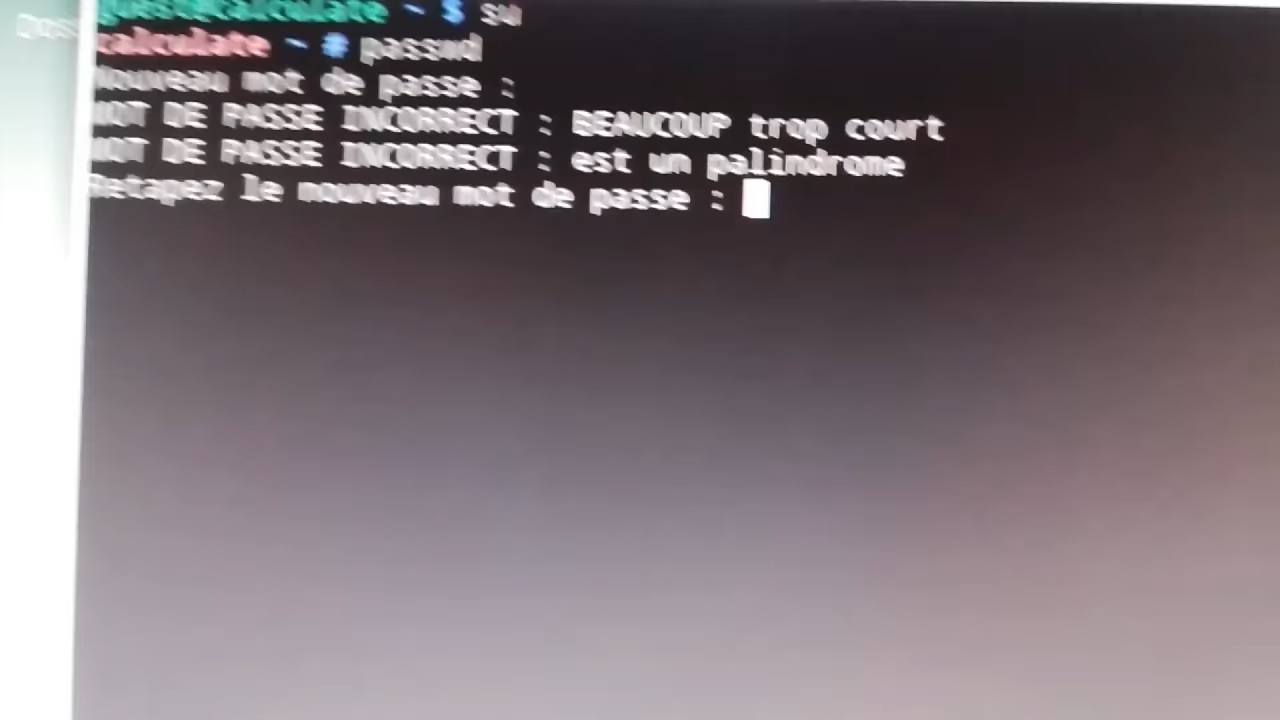 guest@calculate ~ $ su
calculate ~ # passwd
Nouveau mot de passe :
MOT DE PASSE INCORRECT : BEAUCOUP trop court
MOT DE PASSE INCORRECT : est un palindrome
Retapez le nouveau mot de passe :